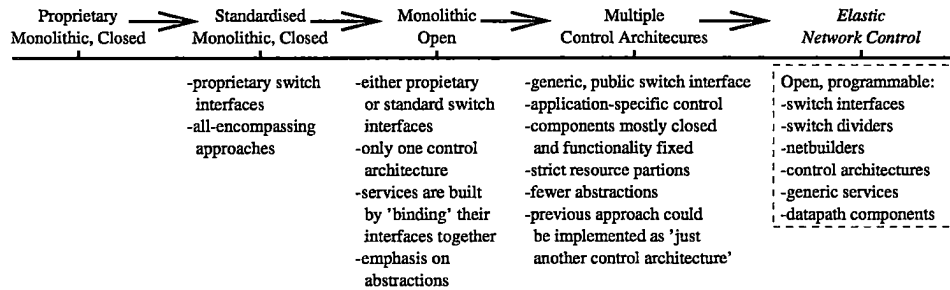 Proprietary
Monolithic, Closed
Standardised
Monolithic, Closed
Monolithic
Open
Multiple
Control Architecures
Elastic
Network Control
-proprietary switch
interfaces
-all-encompassing
approaches
-either propietary
or standard switch
interfaces
-only one control
architecture
-services are built
by 'binding' their
interfaces together
-emphasis on
abstractions
-generic, public switch interface
-application-specific control
-components mostly closed
and functionality fixed
-strict resource partions
-fewer abstractions
-previous approach could
be implemented as 'just
another control architecture'
Open, programmable:
-switch interfaces
-switch dividers
-netbuilders
-control architectures
-generic services
-datapath components